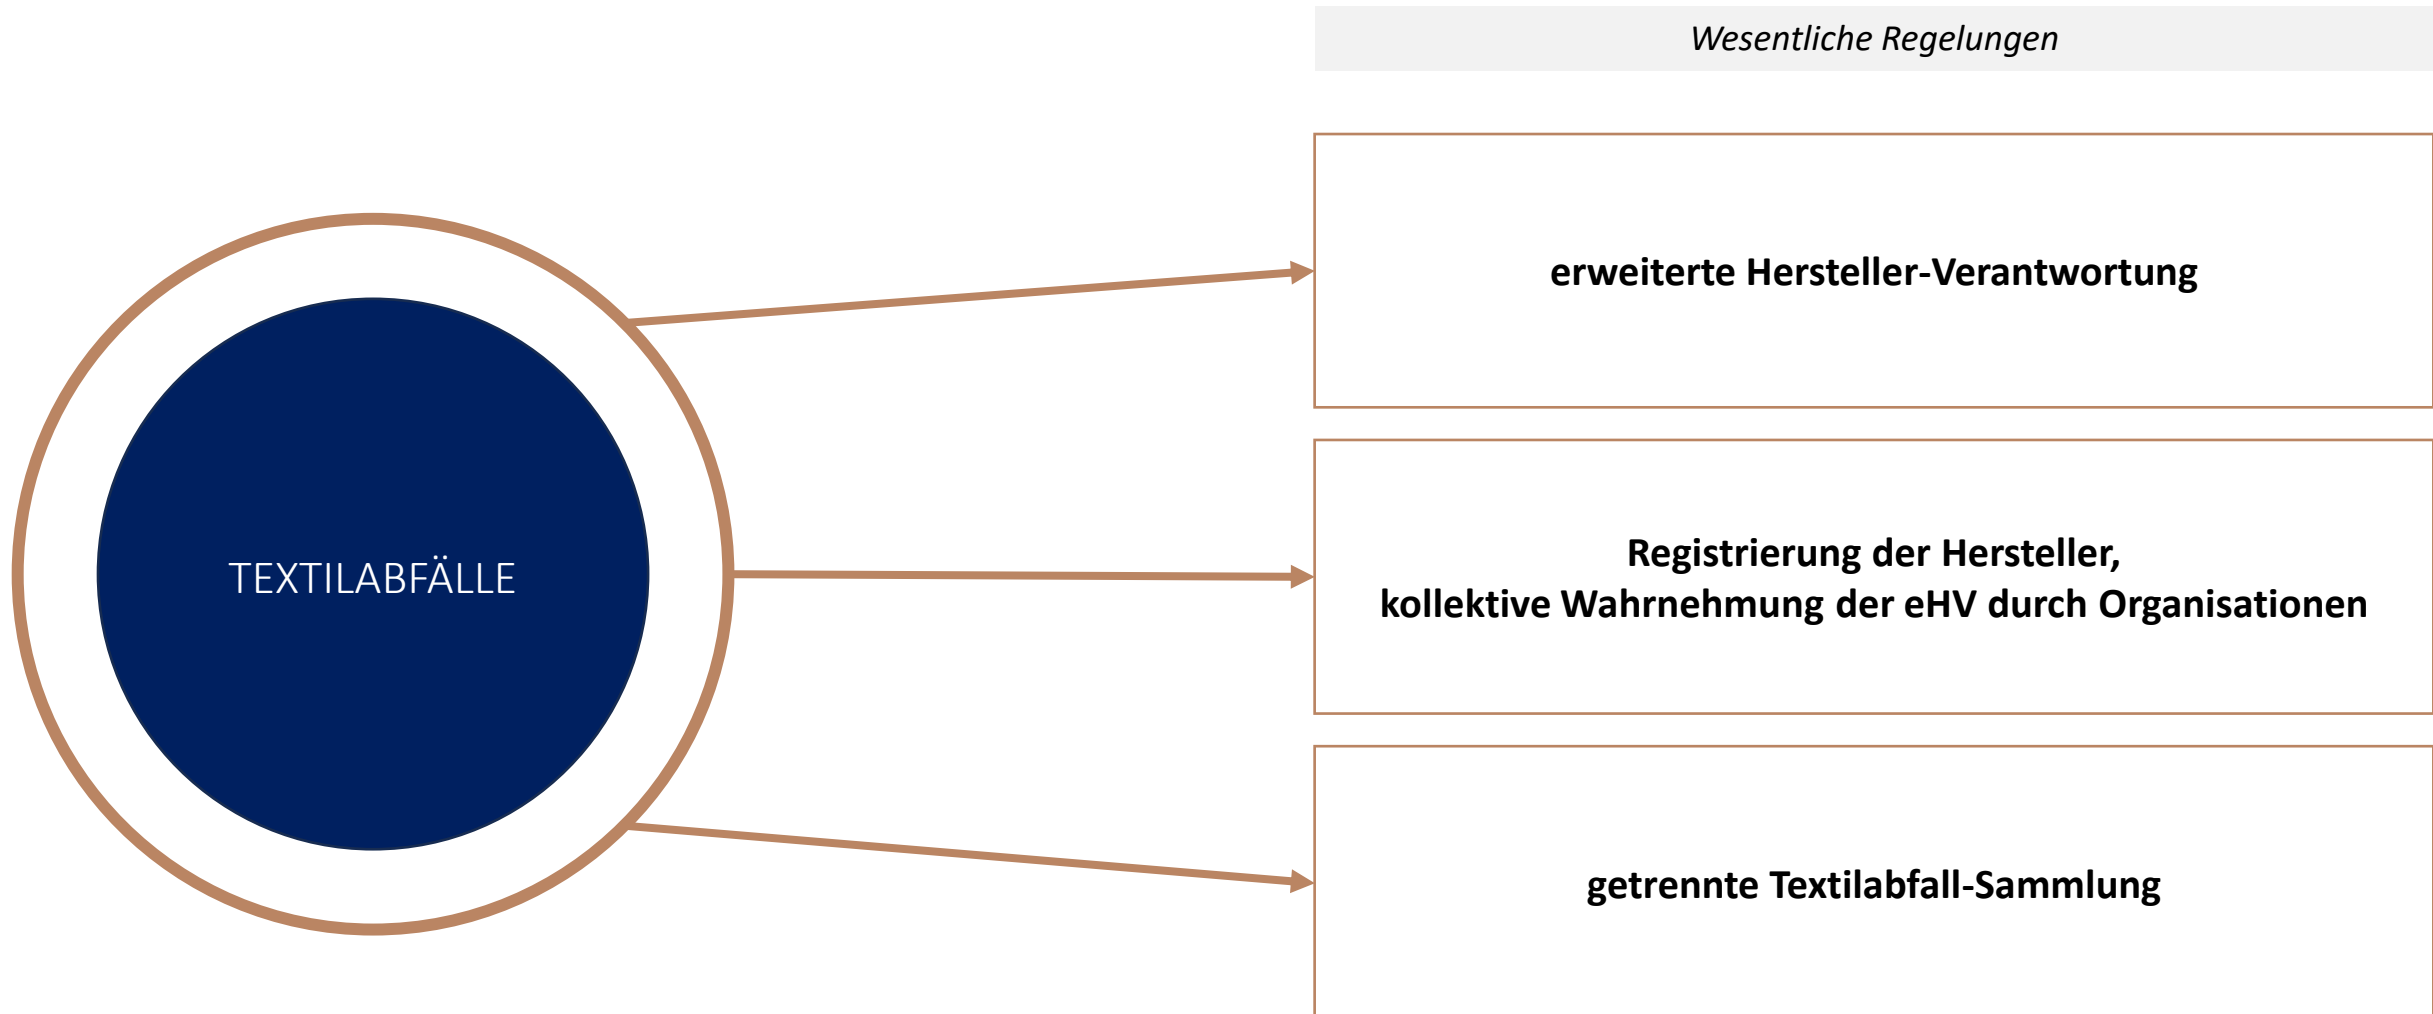 Wesentliche Regelungen
TEXTILABFÄLLE
erweiterte Hersteller-Verantwortung
Registrierung der Hersteller,
kollektive Wahrnehmung der eHV durch Organisationen
getrennte Textilabfall-Sammlung